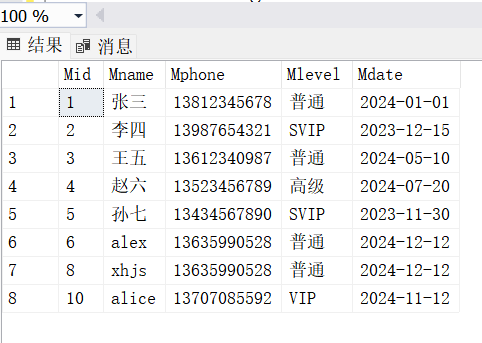 100 %
结果 消息
Mid Mname Mphone Mlevel Mdate
1 1 张三 13812345678 普通 2024-01-01
2 2 李四 13987654321 SVIP 2023-12-15
3 3 王五 13612340987 普通 2024-05-10
4 4 赵六 13523456789 高级 2024-07-20
5 5 孙七 13434567890 SVIP 2023-11-30
6 6 alex 13635990528 普通 2024-12-12
7 8 xhjs 13635990528 普通 2024-12-12
8 10 alice 13707085592 VIP 2024-11-12